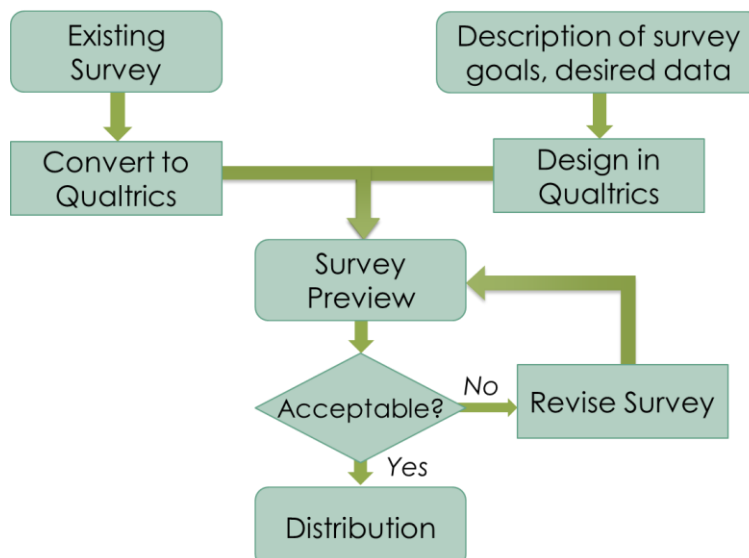 Existing
Survey
Description of survey
goals, desired data
Convert to
Qualtrics
Design in
Qualtrics
Survey
Preview
Acceptable?
No
Revise Survey
Yes
Distribution